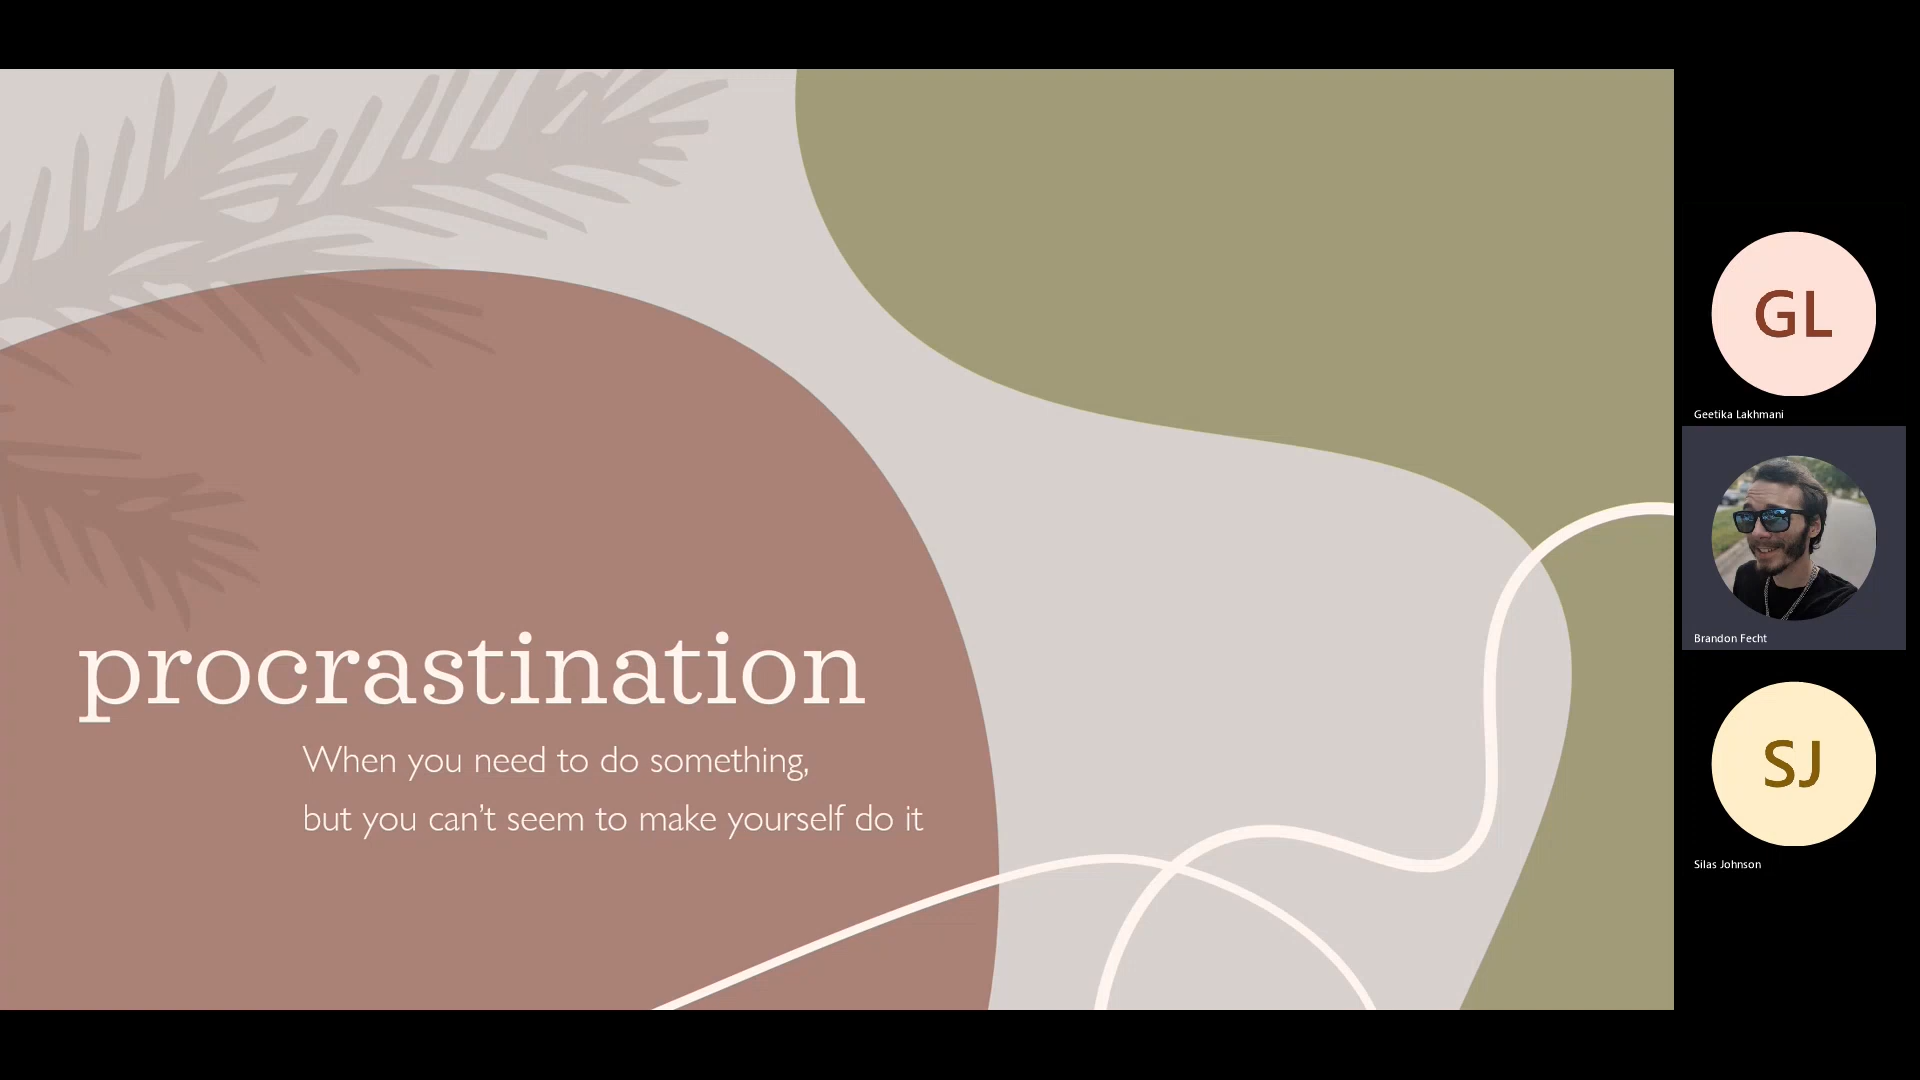 procrastination
When you need to do something,
but you can’t seem to make yourself do it
GL
Geetika Lakhmani
Brandon Fecht
SJ
Silas Johnson